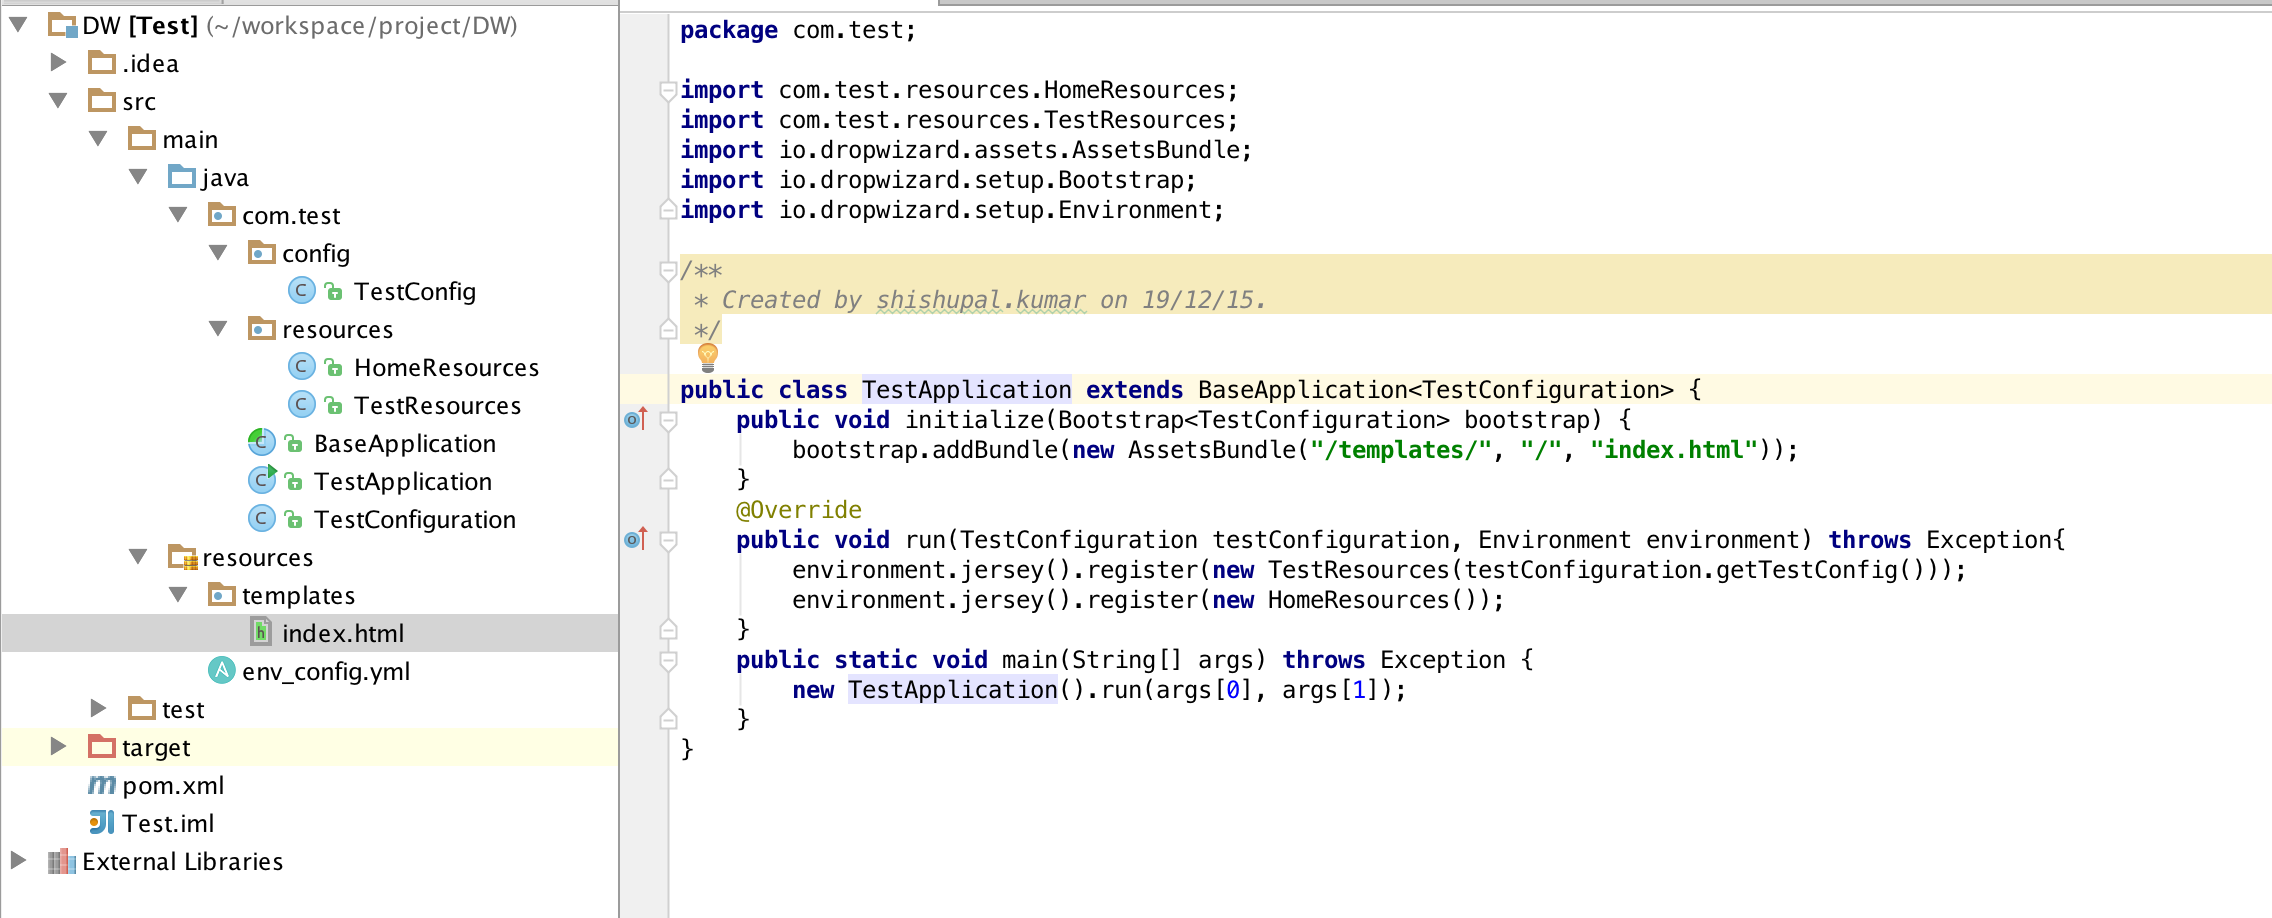 DW [Test] (~/workspace/project/DW)
.idea
src
main
java
com.test
config
TestConfig
resources
HomeResources
TestResources
BaseApplication
TestApplication
TestConfiguration
resources
templates
index.html
env_config.yml
test
target
pom.xml
Test.iml
External Libraries
package com.test;
import com.test.resources.HomeResources;
import com.test.resources.TestResources;
import io.dropwizard.assets.AssetsBundle;
import io.dropwizard.setup.Bootstrap;
import io.dropwizard.setup.Environment;
/**
* Created by shishupal.kumar on 19/12/15.
*/
public class TestApplication extends BaseApplication<TestConfiguration> {
public void initialize(Bootstrap<TestConfiguration> bootstrap) {
bootstrap.addBundle(new AssetsBundle("/templates/", "/", "index.html"));
}
@Override
public void run(TestConfiguration testConfiguration, Environment environment) throws Exception{
environment.jersey().register(new TestResources(testConfiguration.getTestConfig()));
environment.jersey().register(new HomeResources());
}
public static void main(String[] args) throws Exception {
new TestApplication().run(args[0], args[1]);
}
}